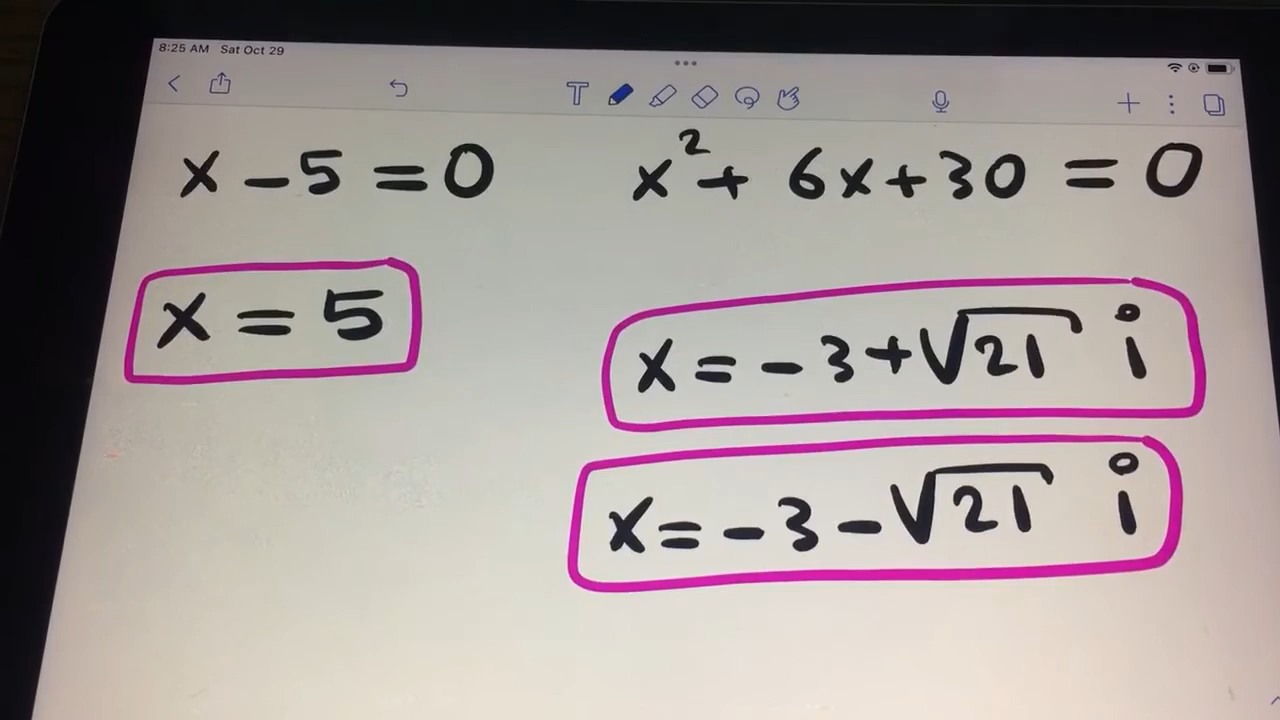 8:25 AM Sat Oct 29
T
x - 5 = 0
x² + 6x + 30 = 0
x = 5
x = -3 + √21 i
x = -3 - √21 i